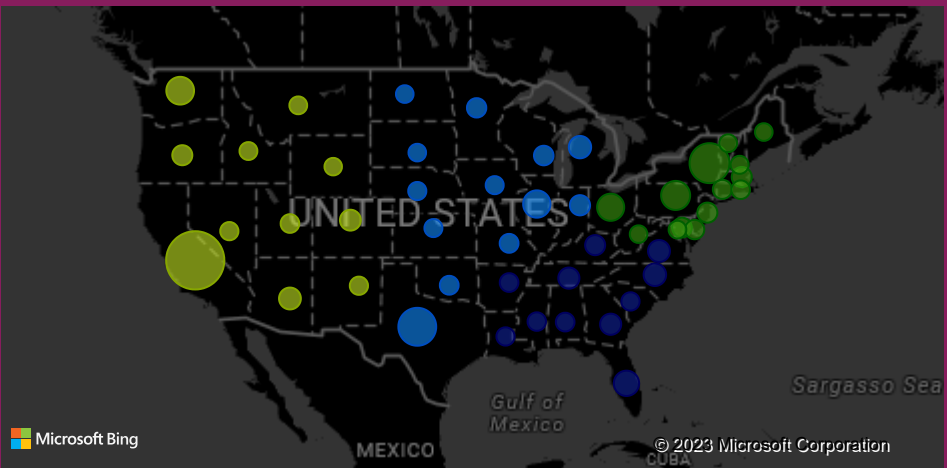 UNITED STATES
Sargasso Sea
Gulf of
Mexico
Microsoft Bing
© 2023 Microsoft Corporation
MEXICO
CUBA